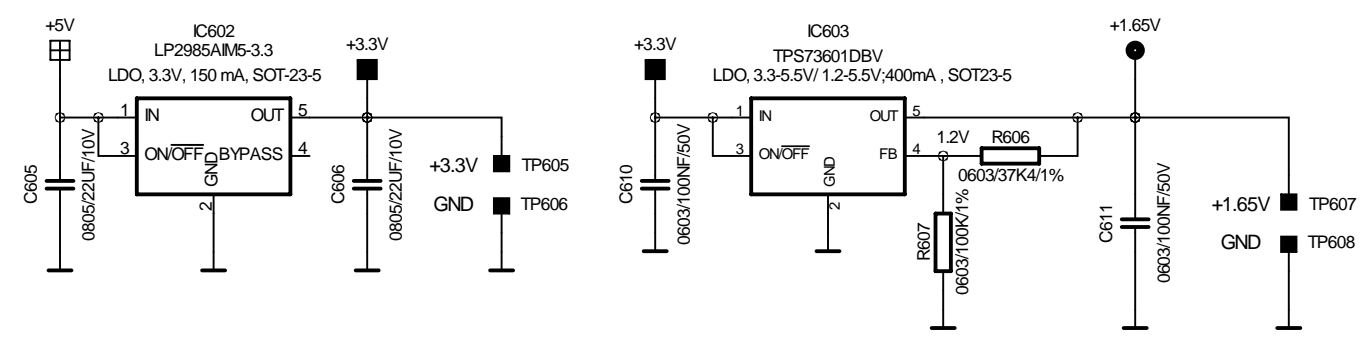 +5V
IC602
LP2985AIM5-3.3
LDO, 3.3V, 150 mA, SOT-23-5
+3.3V
1
IN
OUT
5
3
ON/OFF
BYPASS
4
GND
2
C605
0805/22UF/10V
C606
0805/22UF/10V
+3.3V
TP605
GND
TP606
+3.3V
IC603
TPS73601DBV
LDO, 3.3-5.5V/ 1.2-5.5V;400mA , SOT23-5
+1.65V
1
IN
OUT
5
3
ON/OFF
FB
4
GND
2
1.2V
R606
0603/37K4/1%
C610
0603/100NF/50V
R607
0603/100K/1%
C611
0603/100NF/50V
+1.65V
TP607
GND
TP608